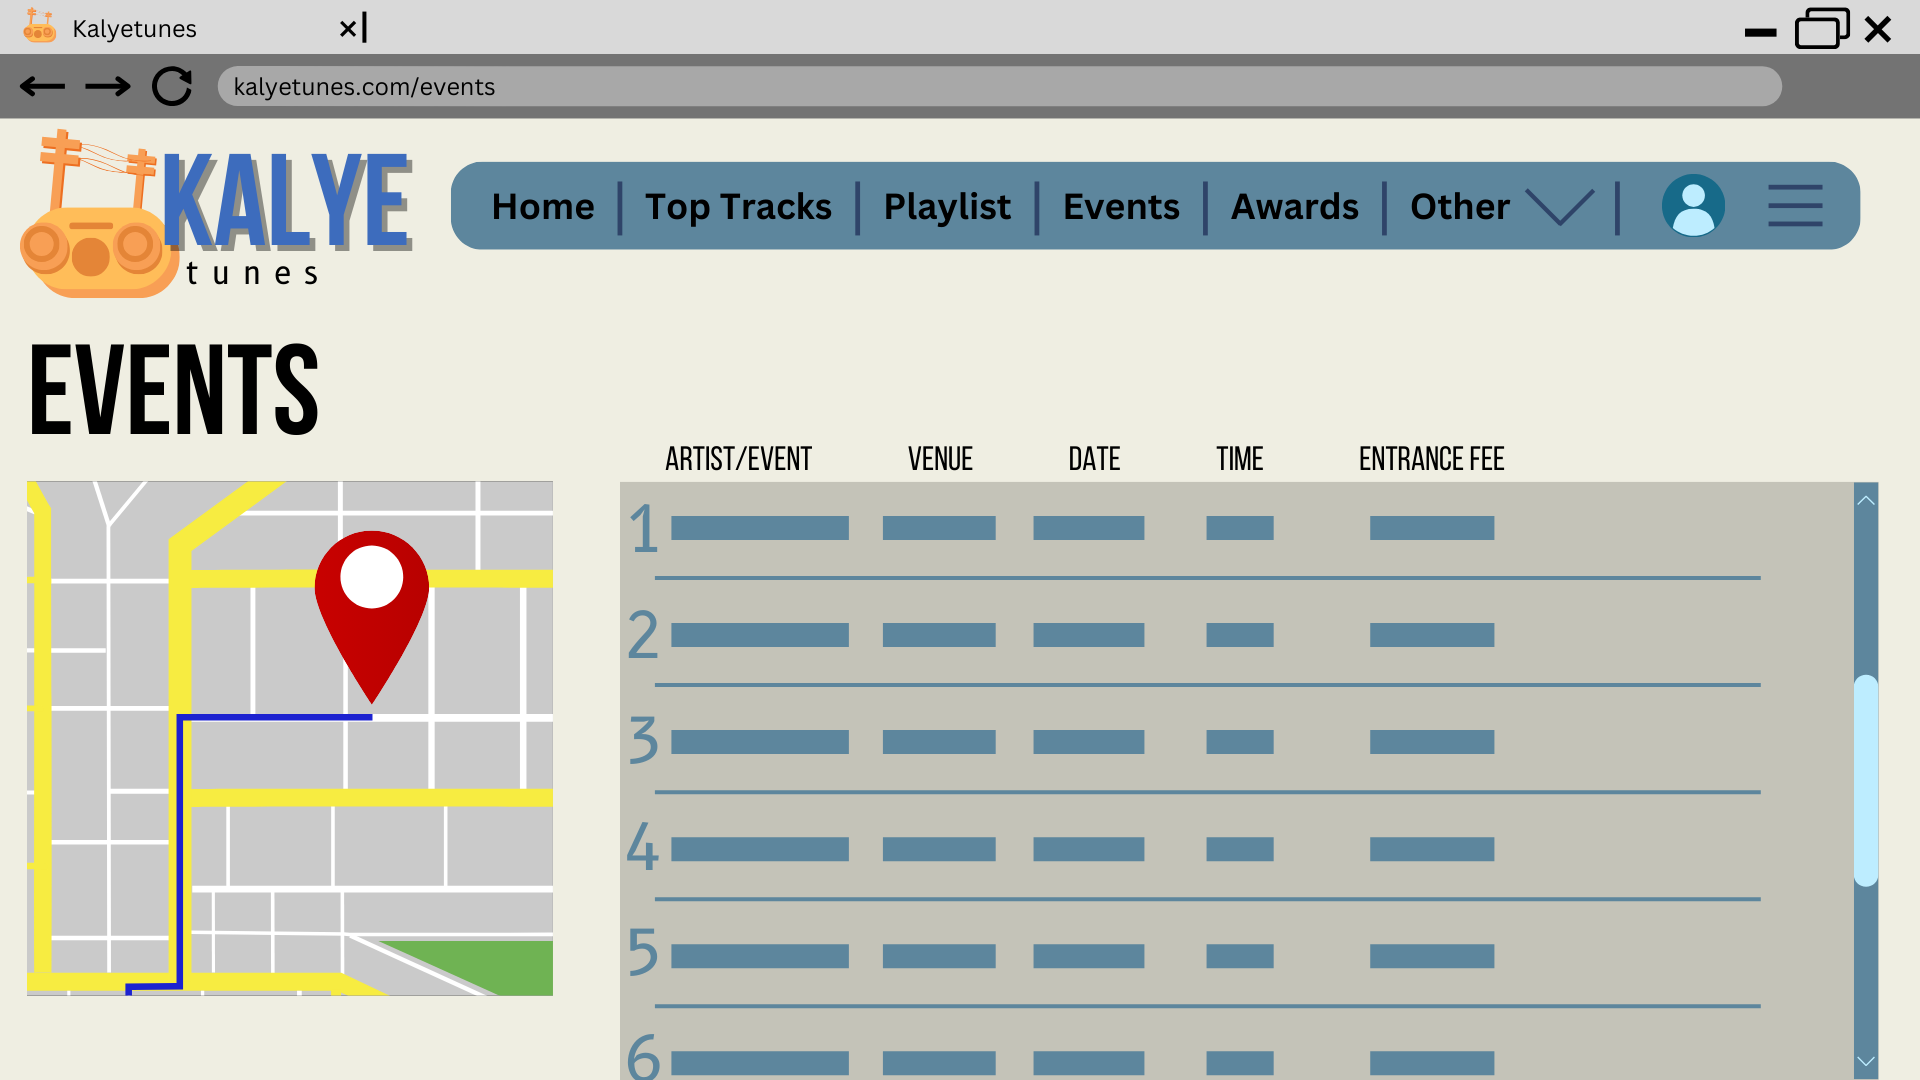 Kalyetunes
kalyetunes.com/events
KALYE
tunes
Home Top Tracks Playlist Events Awards Other
EVENTS
ARTIST/EVENT VENUE DATE TIME ENTRANCE FEE
1
2
3
4
5
6